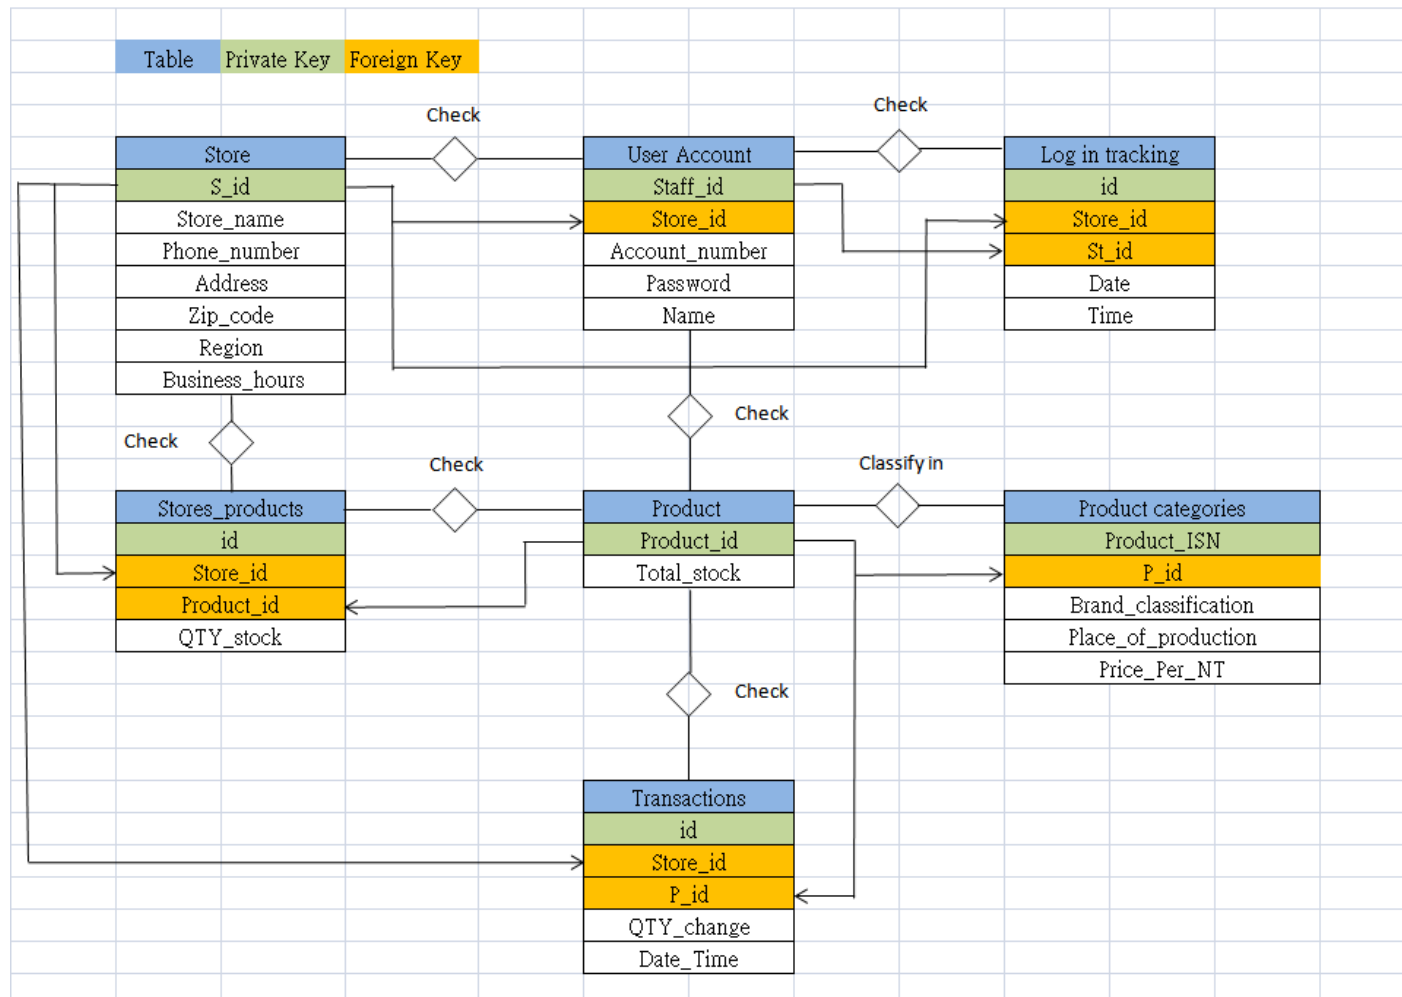 Table Private Key Foreign Key
Check
Check
Store
S_id
Store_name
Phone_number
Address
Zip_code
Region
Business_hours
User Account
Staff_id
Store_id
Account_number
Password
Name
Log in tracking
id
Store_id
St_id
Date
Time
Check
Check
Check
Classify in
Stores_products
id
Store_id
Product_id
QTY_stock
Product
Product_id
Total_stock
Product categories
Product_ISN
P_id
Brand_classification
Place_of_production
Price_Per_NT
Check
Transactions
id
Store_id
P_id
QTY_change
Date_Time